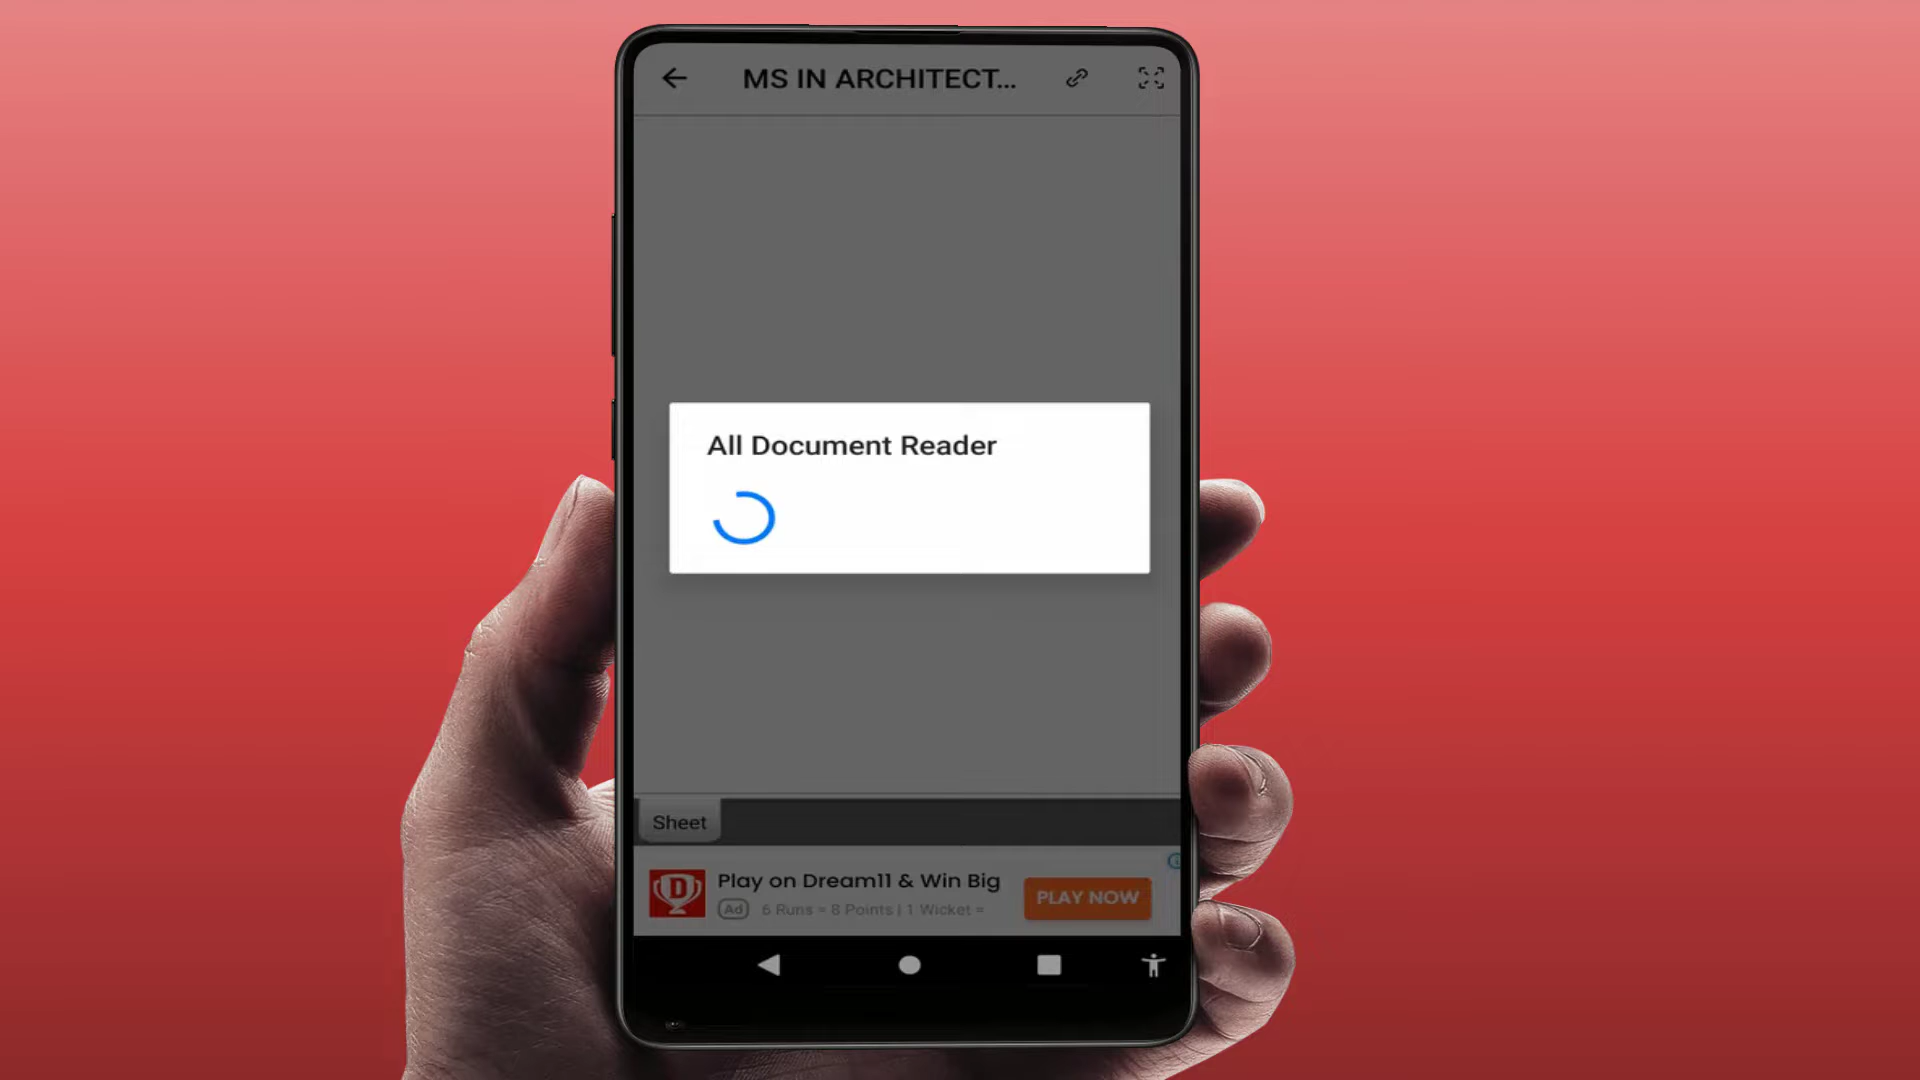 MS IN ARCHITECT...
All Document Reader
Sheet
Play on Dream11 & Win Big
Ad 6 Runs = 8 Points | 1 Wicket =
PLAY NOW